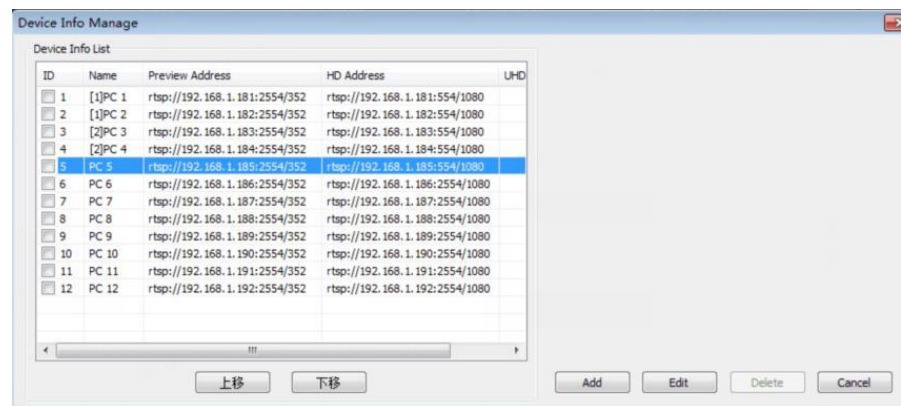 Device Info Manage
Device Info List
ID Name Preview Address HD Address UHD
1 [1]PC 1 rtsp://192.168.1.181:2554/352 rtsp://192.168.1.181:554/1080
2 [1]PC 2 rtsp://192.168.1.182:2554/352 rtsp://192.168.1.182:554/1080
3 [2]PC 3 rtsp://192.168.1.183:2554/352 rtsp://192.168.1.183:554/1080
4 [2]PC 4 rtsp://192.168.1.184:2554/352 rtsp://192.168.1.184:554/1080
5 PC 5 rtsp://192.168.1.185:2554/352 rtsp://192.168.1.185:554/1080
6 PC 6 rtsp://192.168.1.186:2554/352 rtsp://192.168.1.186:2554/1080
7 PC 7 rtsp://192.168.1.187:2554/352 rtsp://192.168.1.187:2554/1080
8 PC 8 rtsp://192.168.1.188:2554/352 rtsp://192.168.1.188:2554/1080
9 PC 9 rtsp://192.168.1.189:2554/352 rtsp://192.168.1.189:2554/1080
10 PC 10 rtsp://192.168.1.190:2554/352 rtsp://192.168.1.190:2554/1080
11 PC 11 rtsp://192.168.1.191:2554/352 rtsp://192.168.1.191:2554/1080
12 PC 12 rtsp://192.168.1.192:2554/352 rtsp://192.168.1.192:2554/1080
上移 下移 Add Edit Delete Cancel